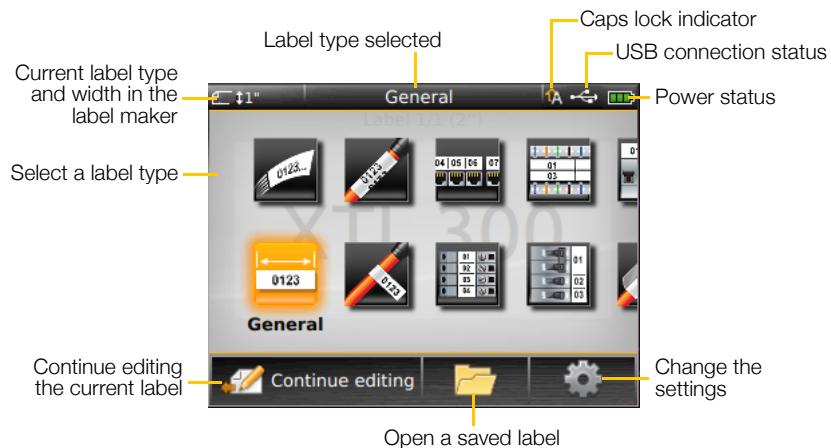 Caps lock indicator
Label type selected
USB connection status
Current label type
and width in the
label maker
1"
General
A
Power status
Label 1/1 (2")
Select a label type
0123...
0123
04 05 06 07
01
03
XTL 300
0123
0123
01
02
03
04
01
02
03
General
Continue editing
the current label
Continue editing
Change the
settings
Open a saved label